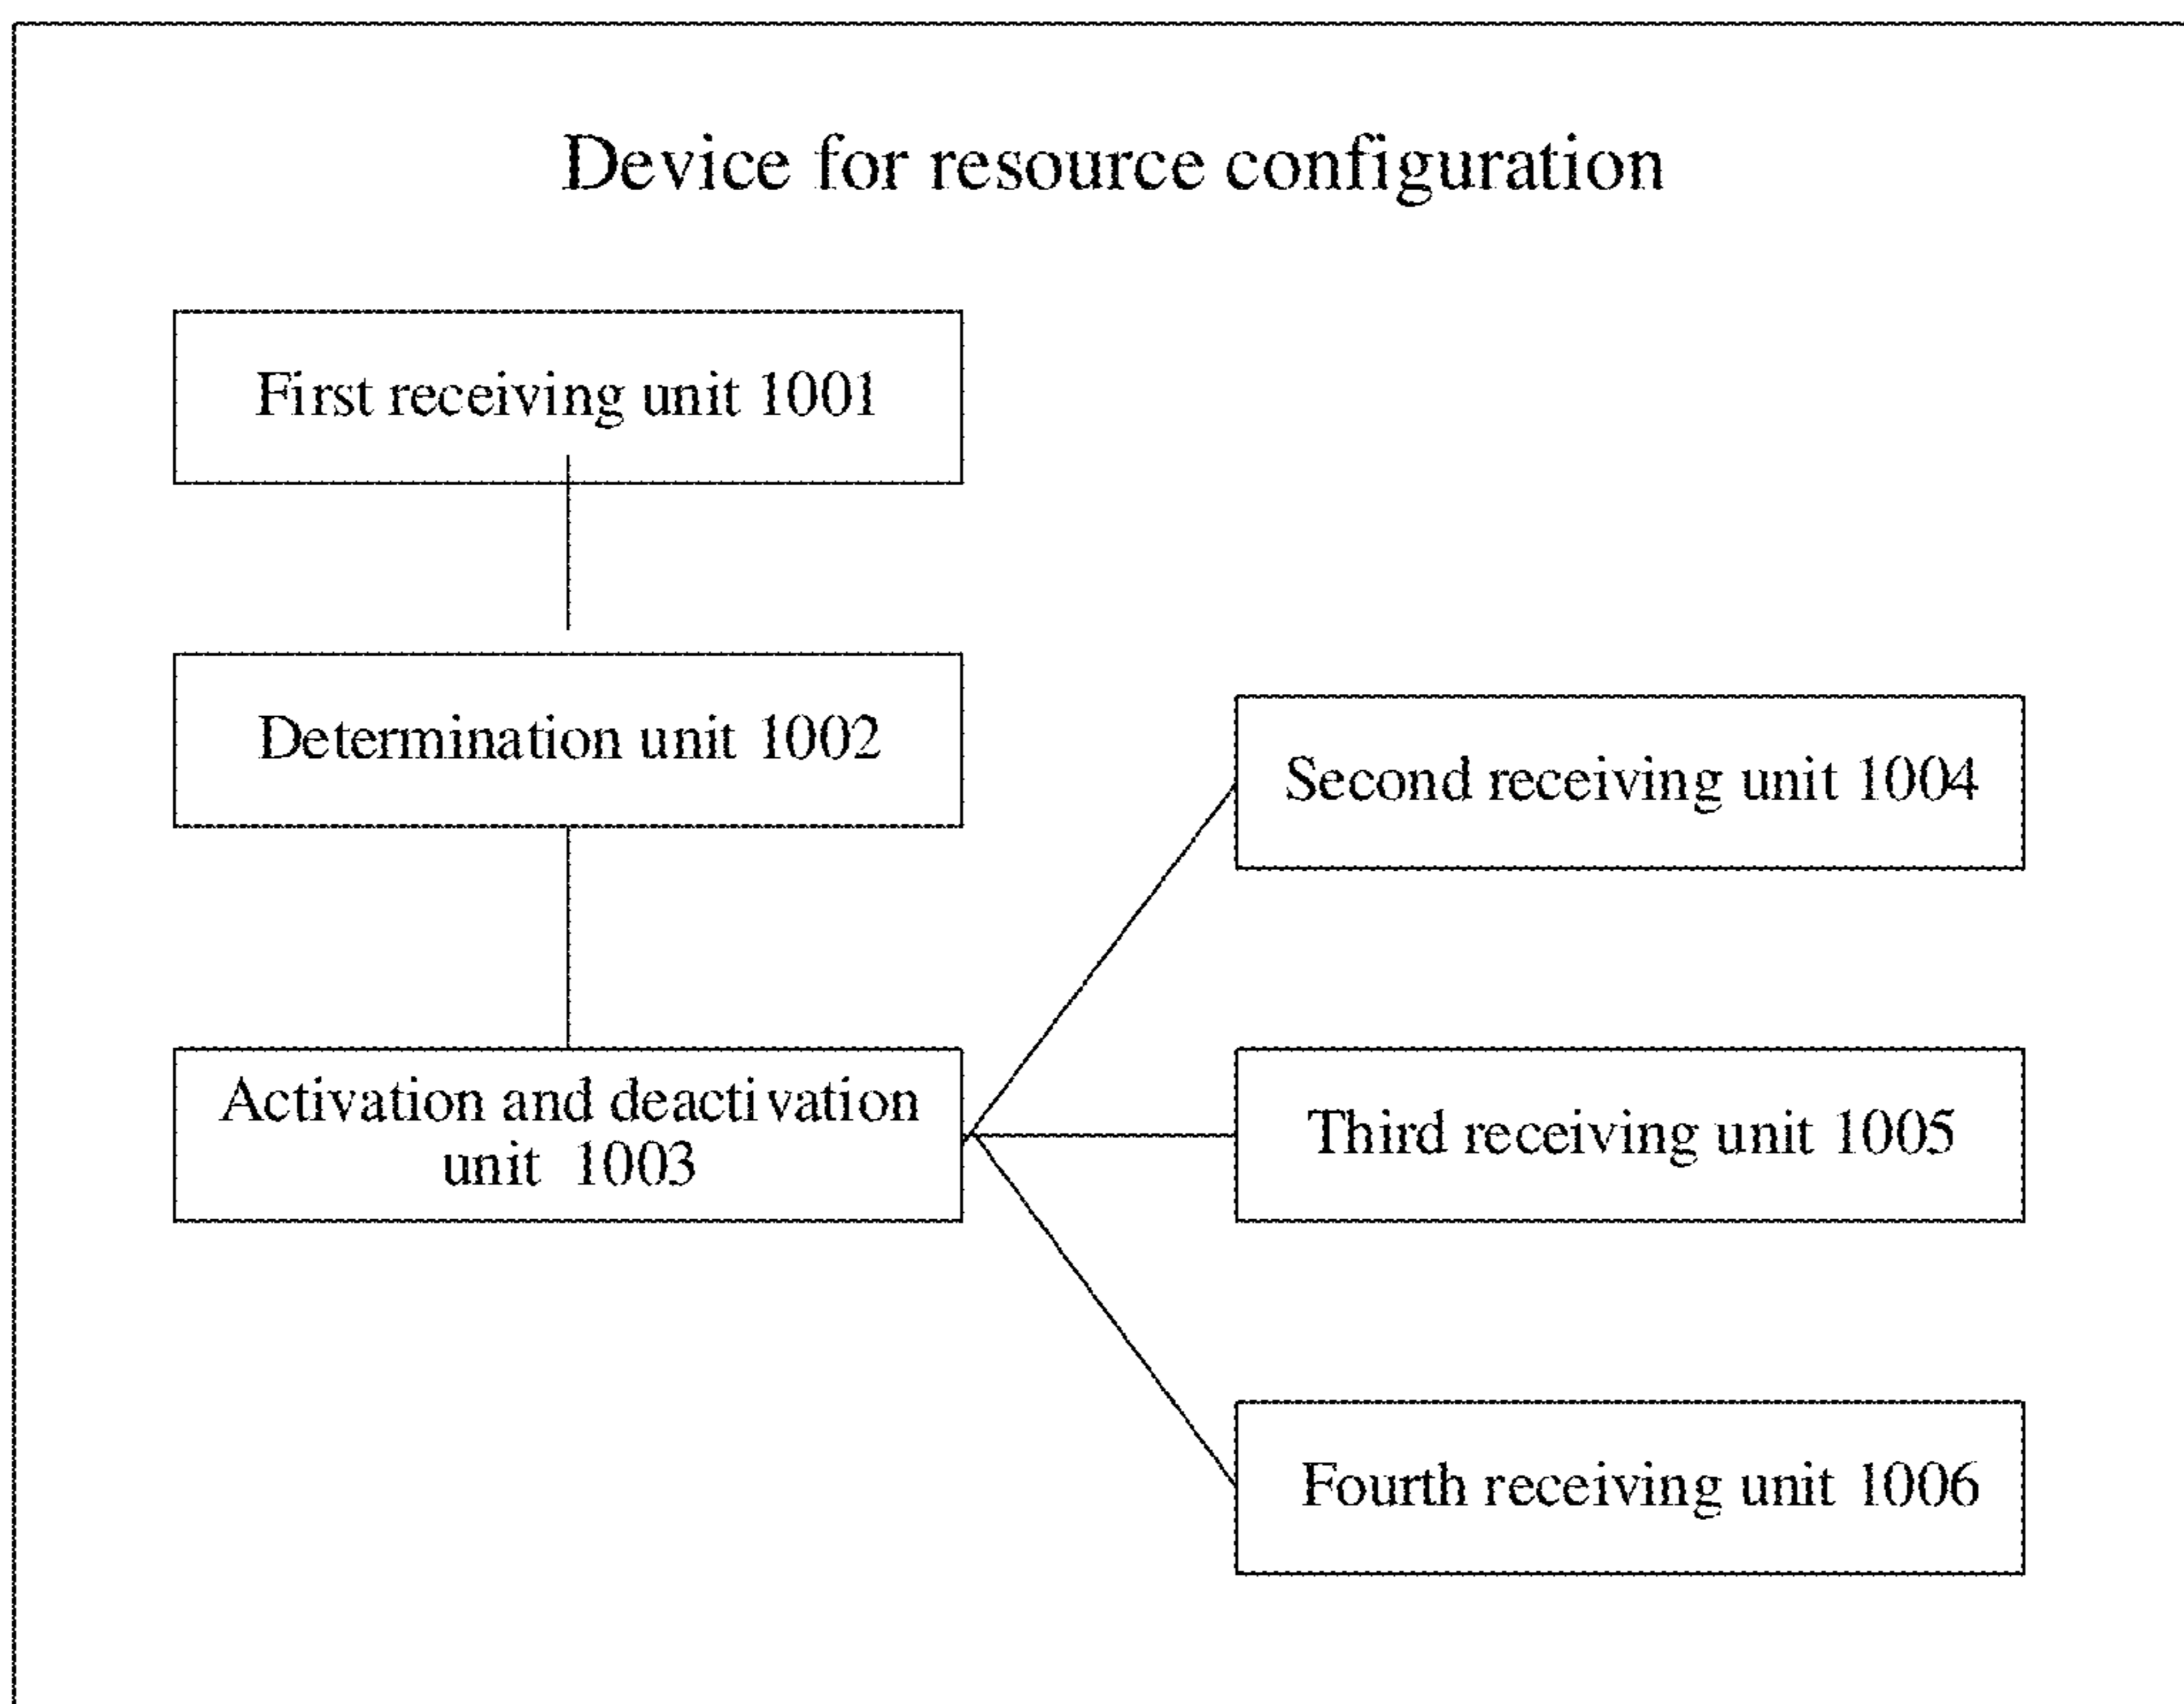 Device for resource configuration
First receiving unit 1001
Determination unit 1002
Second receiving unit 1004
Activation and deactivation
unit 1003
Third receiving unit 1005
Fourth receiving unit 1006